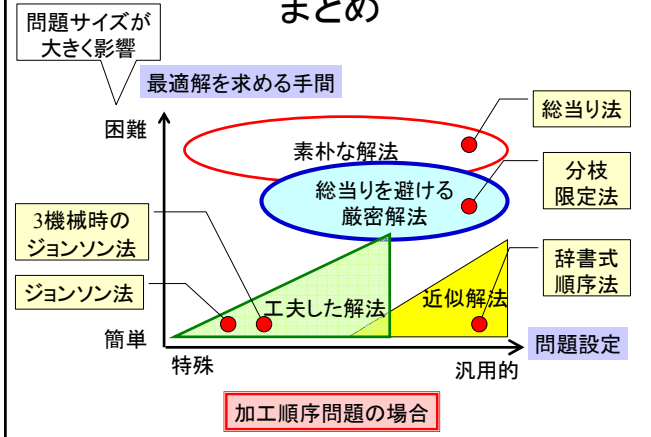 まとめ
問題サイズが
大きく影響
最適解を求める手間
困難
総当り法
素朴な解法
分枝
限定法
総当りを避ける
厳密解法
3機械時の
ジョンソン法
辞書式
順序法
ジョンソン法
工夫した解法
近似解法
簡単
問題設定
特殊
汎用的
加工順序問題の場合